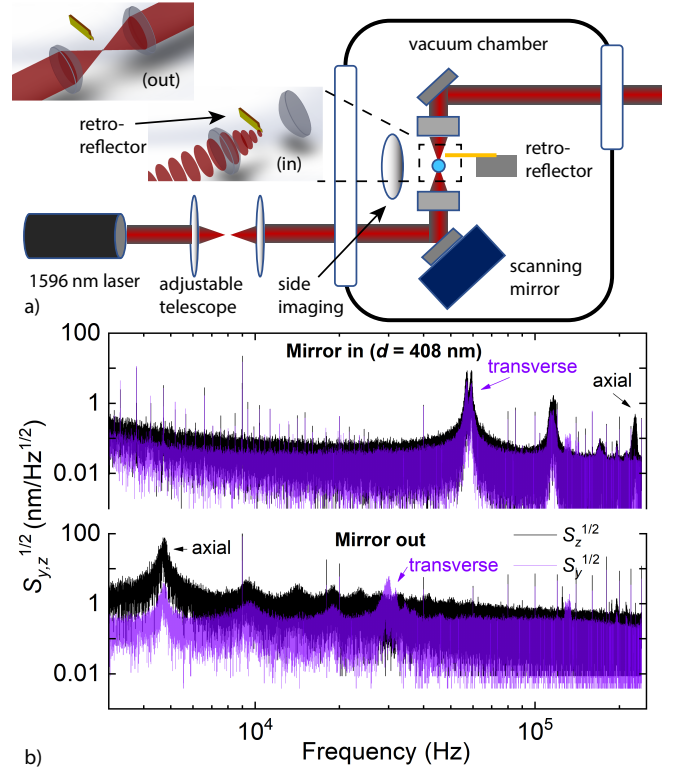 (out)
vacuum chamber
retro-
reflector
(in)
retro-
reflector
1596 nm laser
adjustable
telescope
side
imaging
scanning
mirror
a)
100
Mirror in (d = 408 nm)
transverse
axial
1
0.01
S_{y,z}^{1/2} (nm/Hz^{1/2})
100
Mirror out
S_z^{1/2}
axial
S_y^{1/2}
transverse
1
0.01
10^4
10^5
Frequency (Hz)
b)